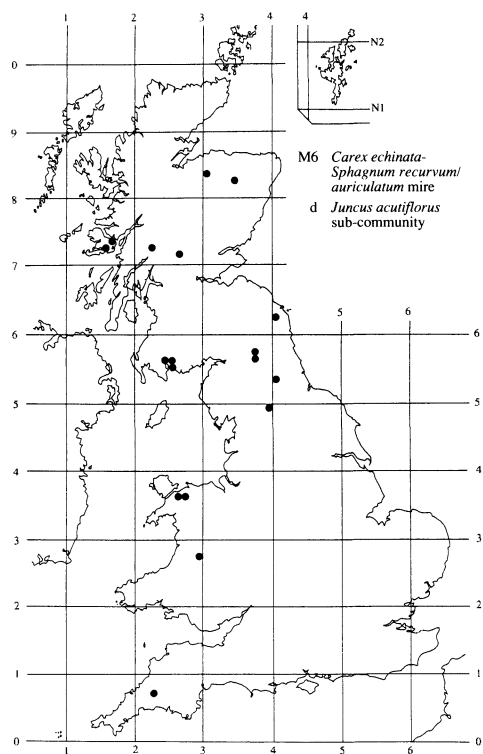 1 2 3 4
4
N2
N1
0
9
8
7
6
5
4
3
2
1
0
M6 Carex echinata-
Sphagnum recurvum/
auriculatum mire
d Juncus acutiflorus
sub-community
5 6
6
5
4
3
2
1
0
1 2 3 4 5 6